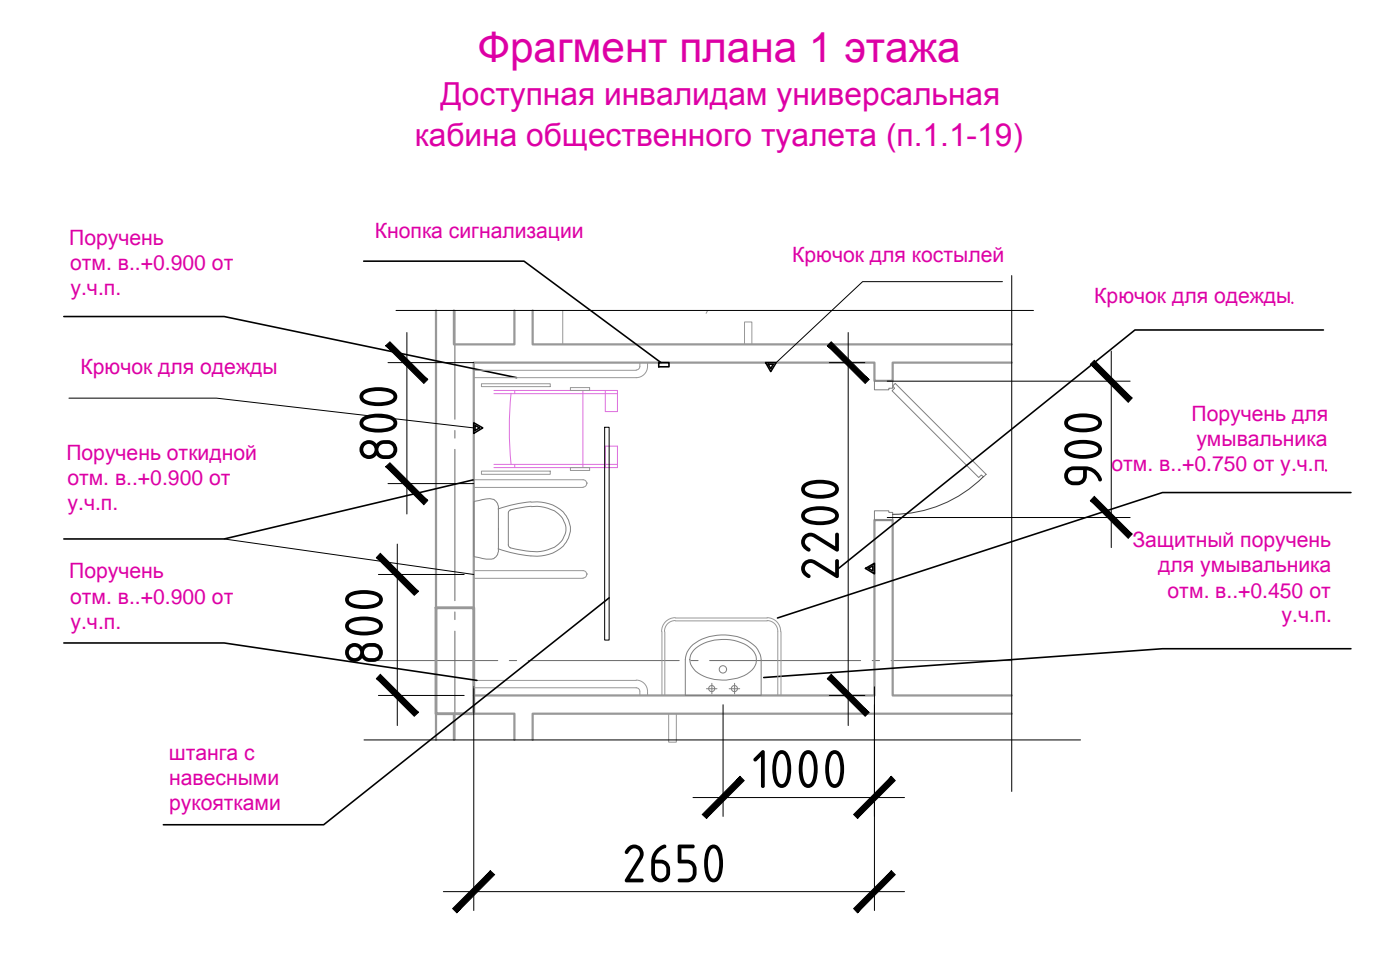 Фрагмент плана 1 этажа
Доступная инвалидам универсальная
кабина общественного туалета (п.1.1-19)
Поручень
отм. в..+0.900 от
у.ч.п.
Кнопка сигнализации
Крючок для костылей
Крючок для одежды.
Крючок для одежды
Поручень откидной
отм. в..+0.900 от
у.ч.п.
Поручень
отм. в..+0.900 от
у.ч.п.
штанга с
навесными
рукоятками
Поручень для
умывальника
отм. в..+0.750 от у.ч.п.
Защитный поручень
для умывальника
отм. в..+0.450 от
у.ч.п.
800
800
2200
900
1000
2650